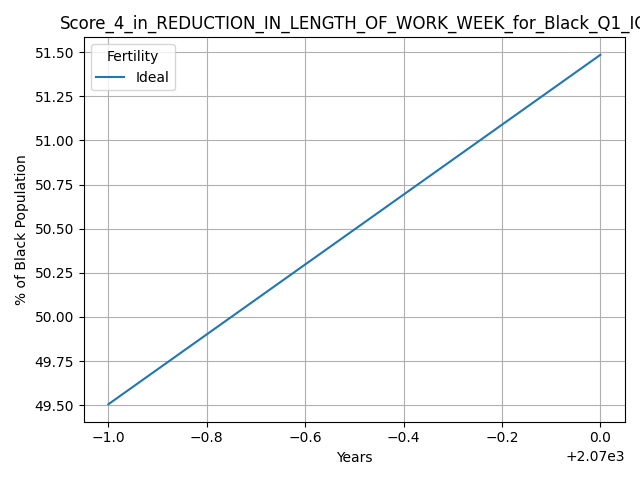 Score_4_in_REDUCTION_IN_LENGTH_OF_WORK_WEEK_for_Black_Q1_IC
Fertility
Ideal
51.50
51.25
51.00
50.75
50.50
50.25
50.00
49.75
49.50
% of Black Population
−1.0 −0.8 −0.6 −0.4 −0.2 0.0
+2.07e3
Years